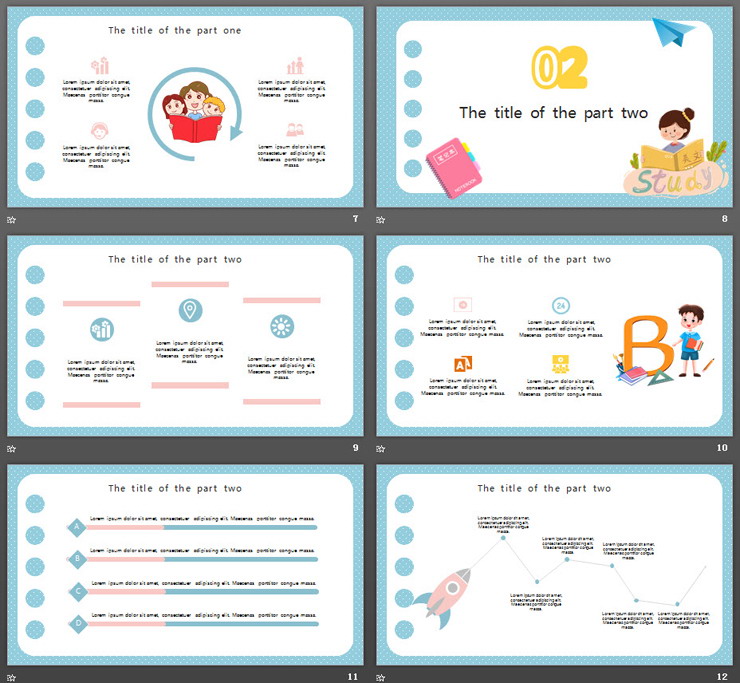 The title of the part one
Lorem ipsum dolor sit amet,
consectetuer adipiscing elit.
Maecenas porttitor congue
massa.
Lorem ipsum dolor sit amet,
consectetuer adipiscing elit.
Maecenas porttitor congue
massa.
Lorem ipsum dolor sit amet,
consectetuer adipiscing elit.
Maecenas porttitor congue
massa.
Lorem ipsum dolor sit amet,
consectetuer adipiscing elit.
Maecenas porttitor congue
massa.
7
02
The title of the part two
NOTEBOOK
英文
Study
8
The title of the part two
Lorem ipsum dolor sit amet,
consectetuer adipiscing elit.
Maecenas porttitor congue
massa.
Lorem ipsum dolor sit amet,
consectetuer adipiscing elit.
Maecenas porttitor congue
massa.
Lorem ipsum dolor sit amet,
consectetuer adipiscing elit.
Maecenas porttitor congue
massa.
9
The title of the part two
24
Lorem ipsum dolor sit amet,
consectetuer adipiscing elit.
Maecenas porttitor congue massa.
Lorem ipsum dolor sit amet,
consectetuer adipiscing elit.
Maecenas porttitor congue massa.
A
Lorem ipsum dolor sit amet,
consectetuer adipiscing elit.
Maecenas porttitor congue massa.
Lorem ipsum dolor sit amet,
consectetuer adipiscing elit.
Maecenas porttitor congue massa.
B
10
The title of the part two
A
Lorem ipsum dolor sit amet, consectetuer adipiscing elit. Maecenas porttitor congue massa.
B
Lorem ipsum dolor sit amet, consectetuer adipiscing elit. Maecenas porttitor congue massa.
C
Lorem ipsum dolor sit amet, consectetuer adipiscing elit. Maecenas porttitor congue massa.
D
Lorem ipsum dolor sit amet, consectetuer adipiscing elit. Maecenas porttitor congue massa.
11
The title of the part two
Lorem ipsum dolor sit amet,
consectetuer adipiscing elit.
Maecenas porttitor congue
massa.
Lorem ipsum dolor sit amet,
consectetuer adipiscing elit.
Maecenas porttitor congue
massa.
Lorem ipsum dolor sit amet,
consectetuer adipiscing elit.
Maecenas porttitor congue
massa.
Lorem ipsum dolor sit amet,
consectetuer adipiscing elit.
Maecenas porttitor congue
massa.
Lorem ipsum dolor sit amet,
consectetuer adipiscing elit.
Maecenas porttitor congue
massa.
Lorem ipsum dolor sit amet,
consectetuer adipiscing elit.
Maecenas porttitor congue
massa.
12